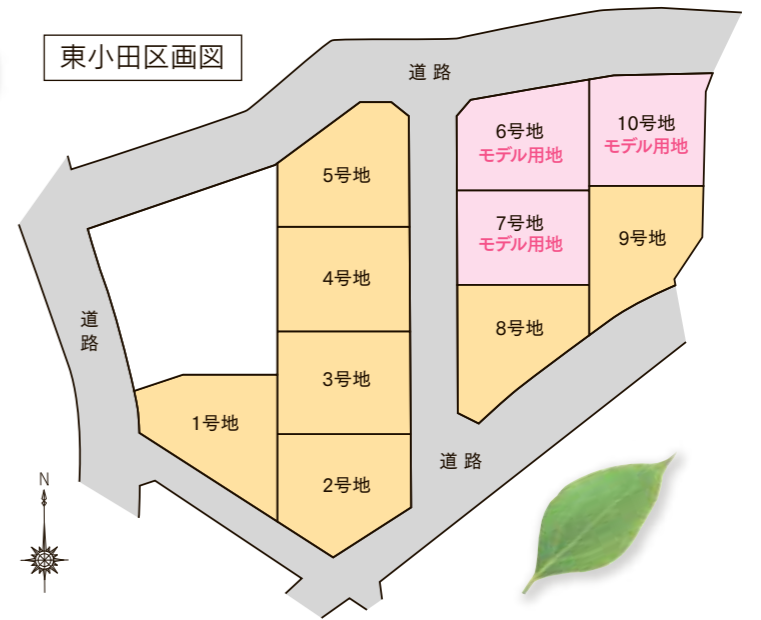 東小田区画図
道路
6号地
モデル用地
10号地
モデル用地
5号地
7号地
モデル用地
9号地
4号地
道路
8号地
3号地
1号地
道路
2号地
N